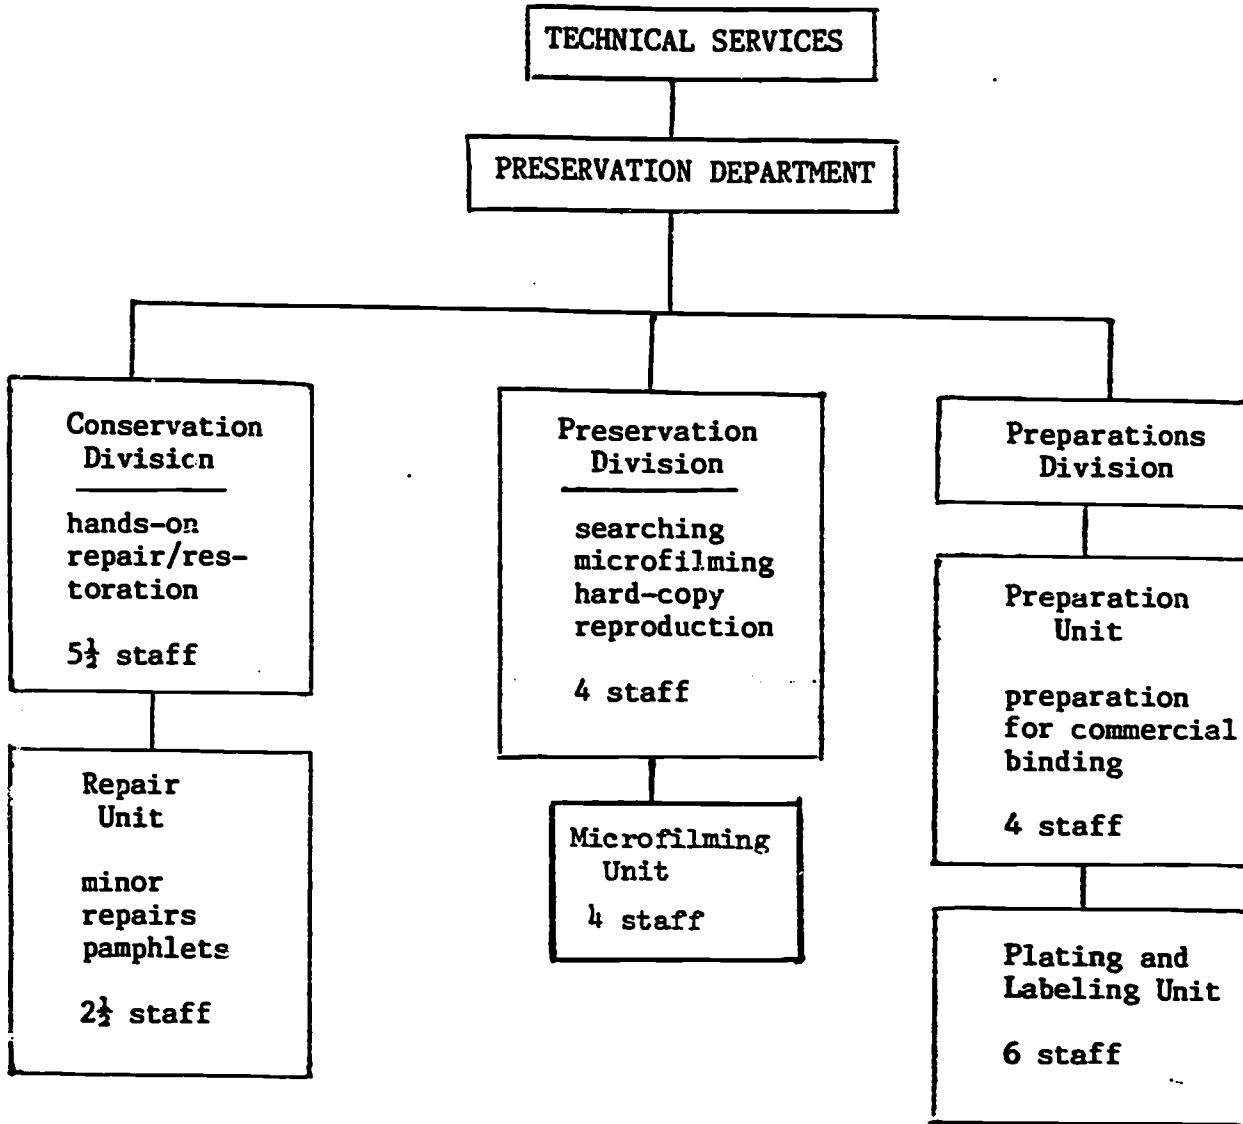 TECHNICAL SERVICES
PRESERVATION DEPARTMENT
Conservation
Division
hands-on
repair/res-
toration
5½ staff
Repair
Unit
minor
repairs
pamphlets
2½ staff
Preservation
Division
searching
microfilming
hard-copy
reproduction
4 staff
Microfilming
Unit
4 staff
Preparations
Division
Preparation
Unit
preparation
for commercial
binding
4 staff
Plating and
Labeling Unit
6 staff